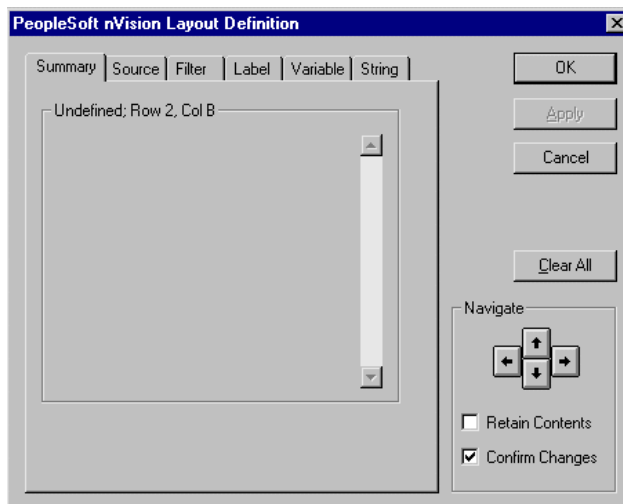 PeopleSoft nVision Layout Definition
Summary Source Filter Label Variable String
Undefined; Row 2, Col B
OK
Apply
Cancel
Clear All
Navigate
Retain Contents
Confirm Changes